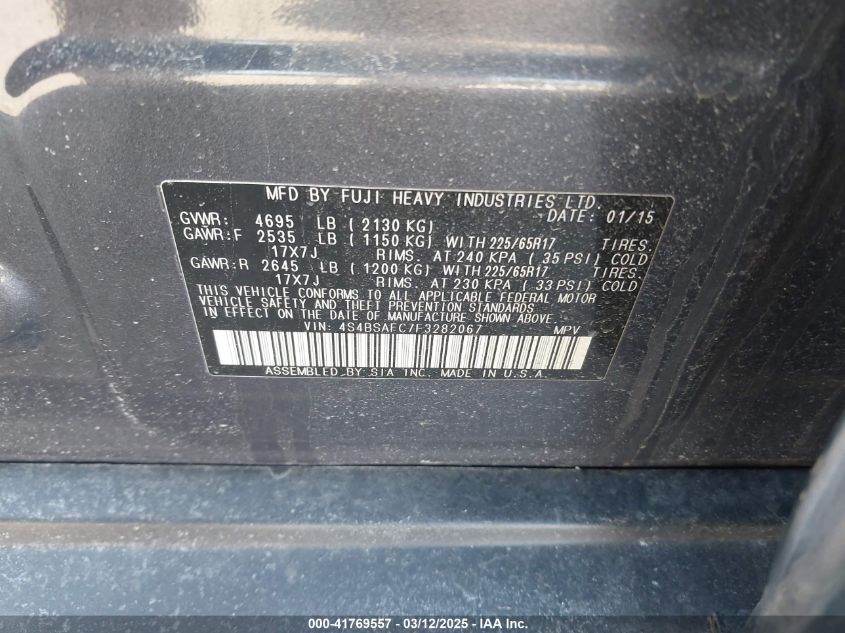 MFD BY FUJI HEAVY INDUSTRIES LTD.
GVWR: 4695 LB ( 2130 KG) DATE: 01/15
GAWR:F 2535 LB ( 1150 KG) WITH 225/65R17 TIRES.
17X7J RIMS. AT 240 KPA ( 35 PSI) COLD
GAWR:R 2645 LB ( 1200 KG) WITH 225/65R17 TIRES.
17X7J RIMS. AT 230 KPA ( 33 PSI) COLD
THIS VEHICLE CONFORMS TO ALL APPLICABLE FEDERAL MOTOR
VEHICLE SAFETY AND THEFT PREVENTION STANDARDS
IN EFFECT ON THE DATE OF MANUFACTURE SHOWN ABOVE.
VIN: 4S4BSAFC7F3282067 MPV
ASSEMBLED BY SIA INC. MADE IN U.S.A.
000-41769557 - 03/12/2025 - IAA Inc.